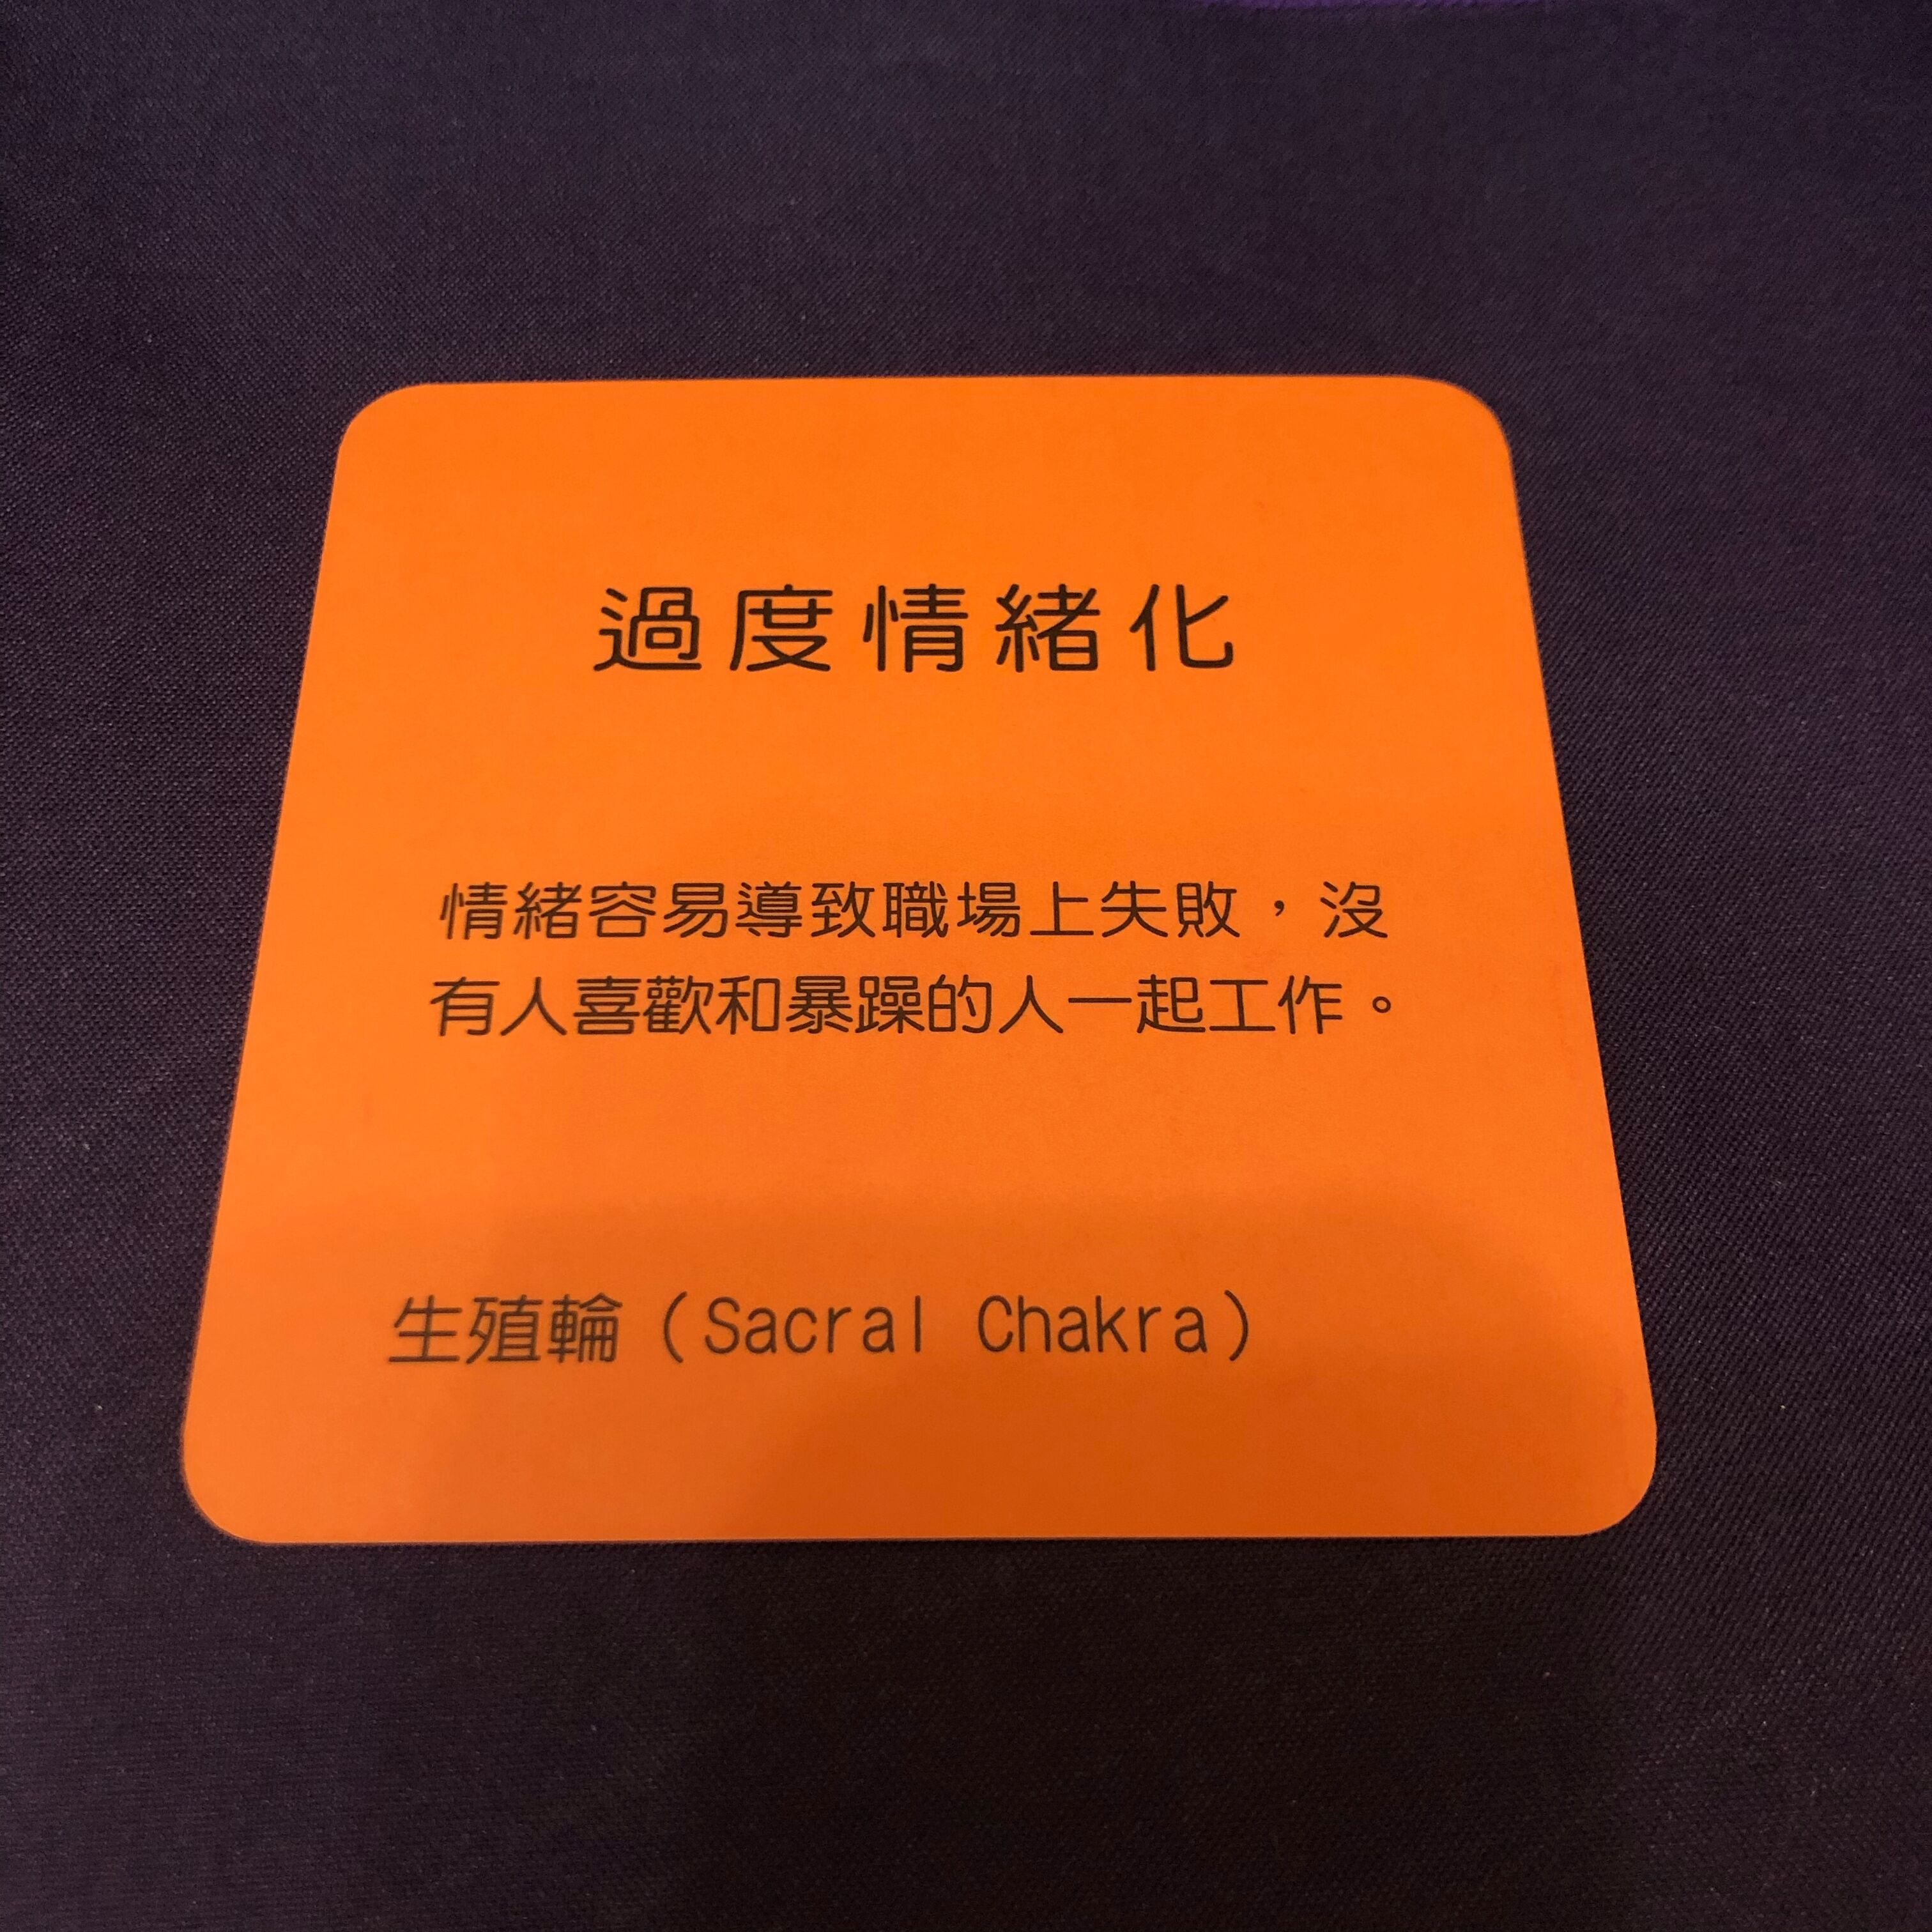 過度情緒化
情緒容易導致職場上失敗，沒
有人喜歡和暴躁的人一起工作。
生殖輪（Sacral Chakra）